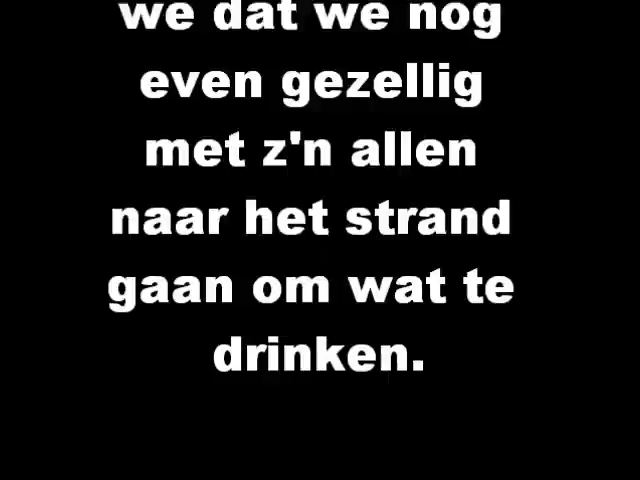 we dat we nog
even gezellig
met z'n allen
naar het strand
gaan om wat te
drinken.